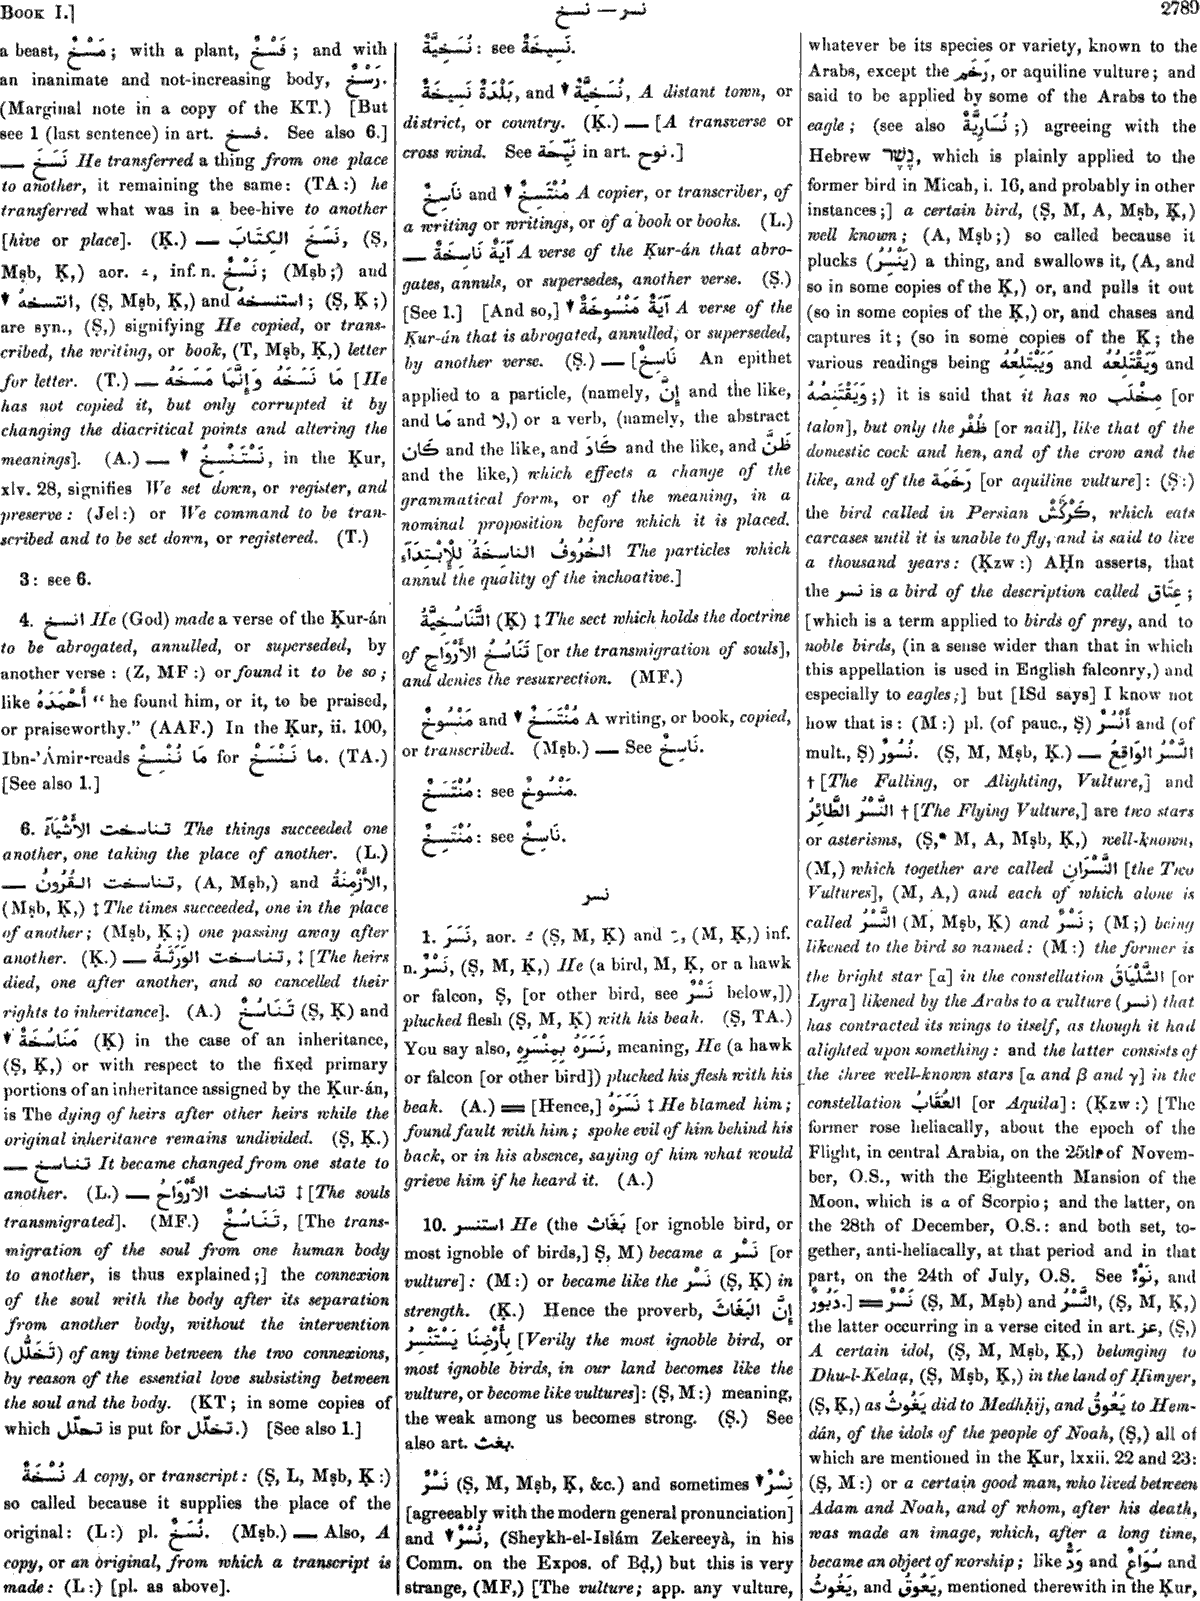 BOOK I.]
نسخ — نسر
2789
a beast, مَسْخٌ; with a plant, فَسْخٌ; and with
an inanimate and not-increasing body, رَسْخٌ.
(Marginal note in a copy of the KT.) [But
see 1 (last sentence) in art. فسخ. See also 6.]
— نَسَخَ He transferred a thing from one place
to another, it remaining the same: (TA:) he
transferred what was in a bee-hive to another
[hive or place]. (Ḳ.) — نَسَخَ الكِتَابَ, (Ṣ,
Mṣb, Ḳ,) aor. ـَ, inf. n. نَسْخٌ; (Mṣb;) and
▼ انتسخهُ, (Ṣ, Mṣb, Ḳ,) and استنسخهُ; (Ṣ, Ḳ;)
are syn., (Ṣ,) signifying He copied, or trans-
cribed, the writing, or book, (T, Mṣb, Ḳ,) letter
for letter. (T.) — مَا نَسَخَهُ وَإِنَّمَا مَسَخَهُ [He
has not copied it, but only corrupted it by
changing the diacritical points and altering the
meanings]. (A.) — ▼ نَسْتَنْسِخُ, in the Ḳur,
xlv. 28, signifies We set down, or register, and
preserve: (Jel:) or We command to be tran-
scribed and to be set down, or registered. (T.)
3: see 6.
4. انسخ He (God) made a verse of the Ḳur-án
to be abrogated, annulled, or superseded, by
another verse: (Z, MF:) or found it to be so;
like أَحْمَدَهُ “he found him, or it, to be praised,
or praiseworthy.” (AAF.) In the Ḳur, ii. 100,
Ibn-'Ámir reads مَا نُنْسِخْ for ما نَنْسَخْ. (TA.)
[See also 1.]
6. تناسخت الأَشْيَآءُ The things succeeded one
another, one taking the place of another. (L.)
— تناسخت القُرُونُ, (A, Mṣb,) and الأَزْمِنَةُ,
(Mṣb, Ḳ,) ‡ The times succeeded, one in the place
of another; (Mṣb, Ḳ;) one passing away after
another. (Ḳ.) — تناسخت الوَرَثَةُ, ‡ [The heirs
died, one after another, and so cancelled their
rights to inheritance]. (A.) تَنَاسُخٌ (Ṣ, Ḳ) and
▼ مُنَاسَخَةٌ (Ḳ) in the case of an inheritance,
(Ṣ, Ḳ,) or with respect to the fixed primary
portions of an inheritance assigned by the Ḳur-án,
is The dying of heirs after other heirs while the
original inheritance remains undivided. (Ṣ, Ḳ.)
— تناسخ It became changed from one state to
another. (L.) — تناسخت الأَرْوَاحُ ‡ [The souls
transmigrated]. (MF.) تَنَاسُخٌ, [The trans-
migration of the soul from one human body
to another, is thus explained;] the connexion
of the soul with the body after its separation
from another body, without the intervention
(تَخَلُّل) of any time between the two connexions,
by reason of the essential love subsisting between
the soul and the body. (KT; in some copies of
which تحلّل is put for تخلّل.) [See also 1.]
نُسْخَةٌ A copy, or transcript: (Ṣ, L, Mṣb, Ḳ:)
so called because it supplies the place of the
original: (L:) pl. نُسَخٌ. (Mṣb.) — Also, A
copy, or an original, from which a transcript is
made: (L:) [pl. as above].
نُسَخِيَّةٌ: see نَسِيخَةٌ.
بَلْدَةٌ نَسِيخَةٌ, and ▼ نُسَخِيَّةٌ, A distant town, or
district, or country. (Ḳ.) — [A transverse or
cross wind. See نَيِّحَةٌ in art. نوح.]
نَاسِخٌ and ▼ مُنْتَسِخٌ A copier, or transcriber, of
a writing or writings, or of a book or books. (L.)
— آيَةٌ نَاسِخَةٌ A verse of the Ḳur-án that abro-
gates, annuls, or supersedes, another verse. (Ṣ.)
[See 1.] [And so,] ▼ آيَةٌ مَنْسُوخَةٌ A verse of the
Ḳur-án that is abrogated, annulled, or superseded,
by another verse. (Ṣ.) — [نَاسِخٌ An epithet
applied to a particle, (namely, إِنَّ and the like,
and مَا and لا,) or a verb, (namely, the abstract
كَانَ and the like, and كَادَ and the like, and ظَنَّ
and the like,) which effects a change of the
grammatical form, or of the meaning, in a
nominal proposition before which it is placed.
الحُرُوفُ الناسِخَةُ لِلْإِبْتِدَآءِ The particles which
annul the quality of the inchoative.]
التَّنَاسُخِيَّةُ (Ḳ) ‡ The sect which holds the doctrine
of تَنَاسُخُ الأَرْوَاحِ [or the transmigration of souls],
and denies the resurrection. (MF.)
مَنْسُوخٌ and ▼ مُنْتَسَخٌ A writing, or book, copied,
or transcribed. (Mṣb.) — See نَاسِخٌ.
مُنْتَسَخٌ: see مَنْسُوخٌ.
مُنْتَسِخٌ: see نَاسِخٌ.
نسر
1. نَسَرَ, aor. ـُ (Ṣ, M, Ḳ) and ـِ, (M, Ḳ,) inf.
n. نَسْرٌ, (Ṣ, M, Ḳ,) He (a bird, M, Ḳ, or a hawk
or falcon, Ṣ, [or other bird, see نَسْرٌ below,])
plucked flesh (Ṣ, M, Ḳ) with his beak. (Ṣ, TA.)
You say also, نَسَرَهُ بِمِنْسَرِهِ, meaning, He (a hawk
or falcon [or other bird]) plucked his flesh with his
beak. (A.) == [Hence,] نَسَرَهُ ‡ He blamed him;
found fault with him; spoke evil of him behind his
back, or in his absence, saying of him what would
grieve him if he heard it. (A.)
10. استنسر He (the بَغَاث [or ignoble bird, or
most ignoble of birds,] Ṣ, M) became a نَسْر [or
vulture]: (M:) or became like the نَسْر (Ṣ, Ḳ) in
strength. (Ḳ.) Hence the proverb, إِنَّ البَغَاثَ
بِأَرْضِنَا يَسْتَنْسِرُ [Verily the most ignoble bird, or
most ignoble birds, in our land becomes like the
vulture, or become like vultures]: (Ṣ, M:) meaning,
the weak among us becomes strong. (Ṣ.) See
also art. بغث.
نَسْرٌ (Ṣ, M, Mṣb, Ḳ, &c.) and sometimes ▼ نِسْرٌ
[agreeably with the modern general pronunciation]
and ▼ نُسْرٌ, (Sheykh-el-Islám Zekereeyà, in his
Comm. on the Expos. of Bḍ,) but this is very
strange, (MF,) [The vulture; app. any vulture,
whatever be its species or variety, known to the
Arabs, except the رَخَم, or aquiline vulture; and
said to be applied by some of the Arabs to the
eagle; (see also نُسَارِيَّةٌ;) agreeing with the
Hebrew נֶשֶׁר, which is plainly applied to the
former bird in Micah, i. 16, and probably in other
instances;] a certain bird, (Ṣ, M, A, Mṣb, Ḳ,)
well known; (A, Mṣb;) so called because it
plucks (يَنْسُرُ) a thing, and swallows it, (A, and
so in some copies of the Ḳ,) or, and pulls it out
(so in some copies of the Ḳ,) or, and chases and
captures it; (so in some copies of the Ḳ; the
various readings being وَيَبْتَلِعُهُ and وَيَقْتَلِعُهُ and
وَيَقْتَنِصُهُ;) it is said that it has no مِخْلَب [or
talon], but only the ظُفُر [or nail], like that of the
domestic cock and hen, and of the crow and the
like, and of the رَخَمَة [or aquiline vulture]: (Ṣ:)
the bird called in Persian كَرْكَسْ, which eats
carcases until it is unable to fly, and is said to live
a thousand years: (Ḳzw:) AḤn asserts, that
the نسر is a bird of the description called عِتَاق;
[which is a term applied to birds of prey, and to
noble birds, (in a sense wider than that in which
this appellation is used in English falconry,) and
especially to eagles;] but [ISd says] I know not
how that is: (M:) pl. (of pauc., Ṣ) أَنْسُرٌ and (of
mult., Ṣ) نُسُورٌ. (Ṣ, M, Mṣb, Ḳ.) — النَّسْرُ الوَاقِعُ
† [The Falling, or Alighting, Vulture,] and
النَّسْرُ الطَّائِرُ † [The Flying Vulture,] are two stars
or asterisms, (Ṣ,* M, A, Mṣb, Ḳ,) well-known,
(M,) which together are called النَّسْرَانِ [the Two
Vultures], (M, A,) and each of which alone is
called النَّسْرُ (M, Mṣb, Ḳ) and نَسْرٌ; (M;) being
likened to the bird so named: (M:) the former is
the bright star [α] in the constellation الشَّلْيَاقُ [or
Lyra] likened by the Arabs to a vulture (نسر) that
has contracted its wings to itself, as though it had
alighted upon something: and the latter consists of
the three well-known stars [α and β and γ] in the
constellation العُقَابُ [or Aquila]: (Ḳzw:) [The
former rose heliacally, about the epoch of the
Flight, in central Arabia, on the 25th of Novem-
ber, O.S., with the Eighteenth Mansion of the
Moon, which is α of Scorpio; and the latter, on
the 28th of December, O.S.: and both set, to-
gether, anti-heliacally, at that period and in that
part, on the 24th of July, O.S. See نَوْءٌ, and
دَبُورٌ.] == نَسْرٌ (Ṣ, M, Mṣb) and النَّسْرُ, (Ṣ, M, Ḳ,)
the latter occurring in a verse cited in art. عز, (Ṣ,)
A certain idol, (Ṣ, M, Mṣb, Ḳ,) belonging to
Dhu-l-Kelaạ, (Ṣ, Mṣb, Ḳ,) in the land of Ḥimyer,
(Ṣ, Ḳ,) as يَغُوثُ did to Medhḥij, and يَعُوقُ to Hem-
dán, of the idols of the people of Noah, (Ṣ,) all of
which are mentioned in the Ḳur, lxxii. 22 and 23:
(Ṣ, M:) or a certain good man, who lived between
Adam and Noah, and of whom, after his death,
was made an image, which, after a long time,
became an object of worship; like وَدٌّ and سُوَاعٌ and
يَغُوثُ, and يَعُوقُ, mentioned therewith in the Ḳur,